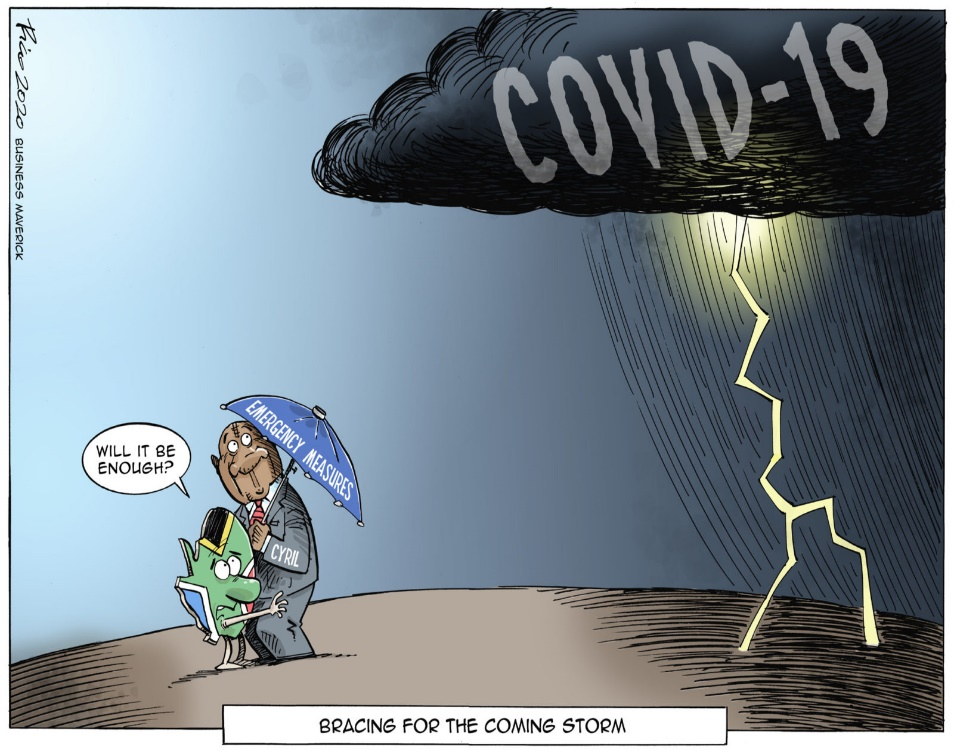 Rico 2020 BUSINESS MAVERICK
COVID-19
EMERGENCY MEASURES
WILL IT BE
ENOUGH?
CYRIL
BRACING FOR THE COMING STORM